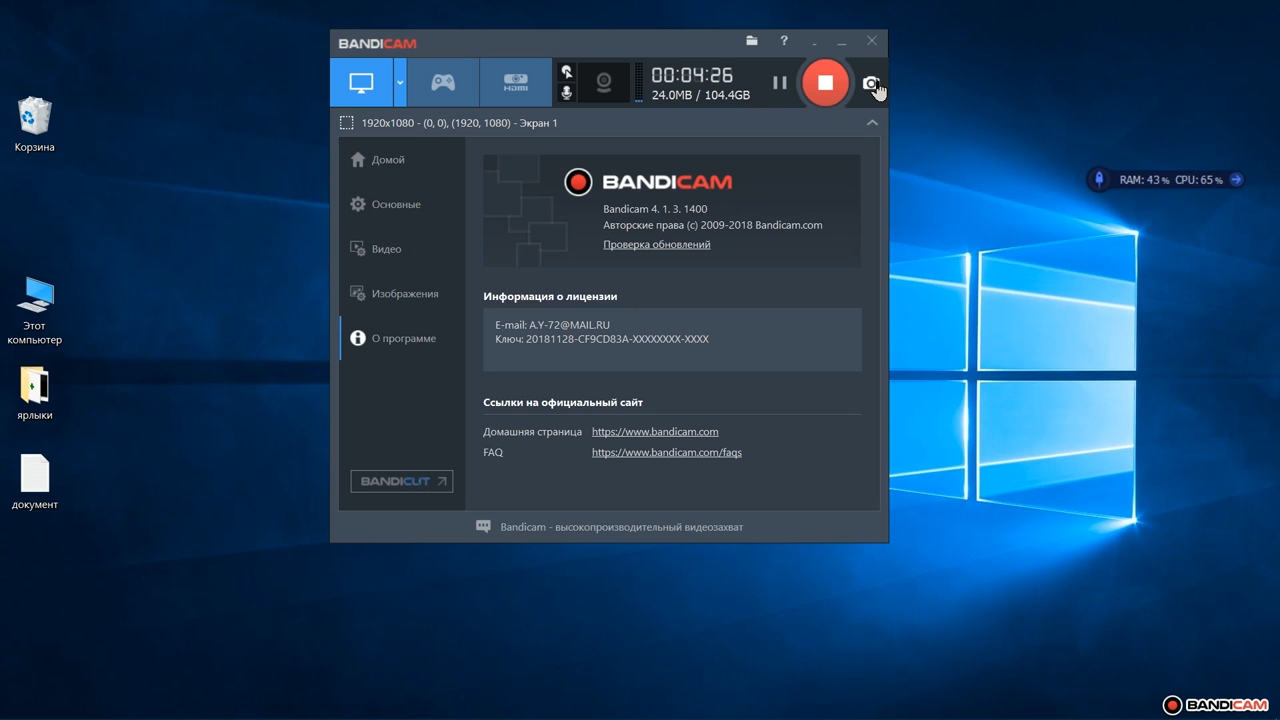 BANDICAM
HDMI
00:04:26
24.0MB / 104.4GB
1920x1080 - (0, 0), (1920, 1080) - Экран 1
Домой
Основные
Видео
Изображения
О программе
BANDICUT
BANDICAM
Bandicam 4. 1. 3. 1400
Авторские права (c) 2009-2018 Bandicam.com
Проверка обновлений
Информация о лицензии
E-mail: A.Y-72@MAIL.RU
Ключ: 20181128-CF9CD83A-XXXXXXXX-XXXX
Ссылки на официальный сайт
Домашняя страница https://www.bandicam.com
FAQ https://www.bandicam.com/faqs
Bandicam - высокопроизводительный видеозахват
Корзина
Этот
компьютер
ярлыки
документ
RAM: 43% CPU: 65%
BANDICAM